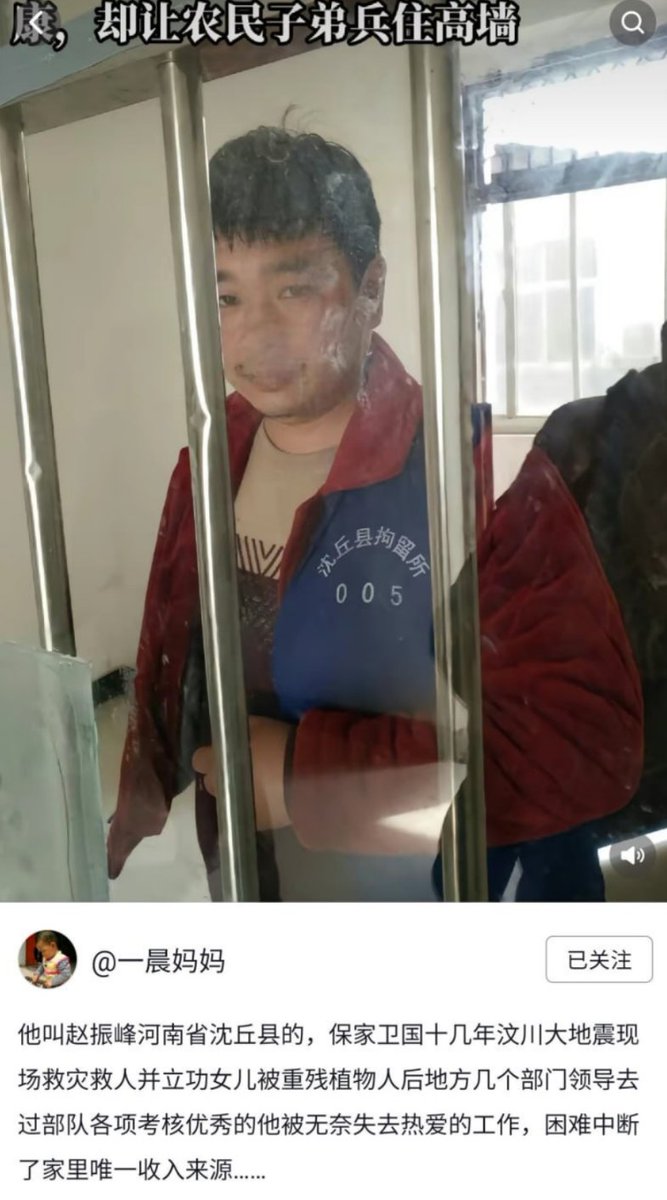 康，却让农民子弟兵住高墙
沈丘县拘留所
005
@一晨妈妈
已关注
他叫赵振峰河南省沈丘县的，保家卫国十几年汶川大地震现
场救灾救人并立功女儿被重残植物人后地方几个部门领导去
过部队各项考核优秀的他被无奈失去热爱的工作，困难中断
了家里唯一收入来源......